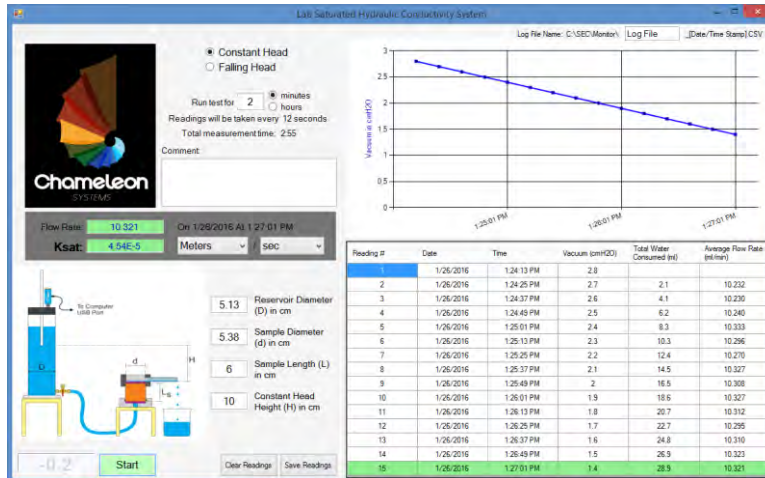 Lab Saturated Hydraulic Conductivity System
Log File Name: C:\SEC\Monitor\ Log File _[Date/Time Stamp].CSV
Constant Head
Falling Head
Run test for 2 minutes
hours
Readings will be taken every 12 seconds
Total measurement time: 2:55
Comment:
Chameleon
SYSTEMS
Flow Rate: 10.321 On 1/26/2016 At 1:27:01 PM
Ksat: 4.54E-5 Meters / sec
3
2.5
2
1.5
1
0.5
0
Vacuum in cmH2O
1:25:01 PM
1:26:01 PM
1:27:01 PM
To Computer
USB Port
D
d
H
L
5.13 Reservoir Diameter
(D) in cm
5.38 Sample Diameter
(d) in cm
6 Sample Length (L)
in cm
10 Constant Head
Height (H) in cm
-0.2 Start Clear Readings Save Readings
Reading # Date Time Vacuum (cmH2O) Total Water Consumed (ml) Average Flow Rate (ml/min)
1 1/26/2016 1:24:13 PM 2.8
2 1/26/2016 1:24:25 PM 2.7 2.1 10.232
3 1/26/2016 1:24:37 PM 2.6 4.1 10.230
4 1/26/2016 1:24:49 PM 2.5 6.2 10.240
5 1/26/2016 1:25:01 PM 2.4 8.3 10.333
6 1/26/2016 1:25:13 PM 2.3 10.3 10.296
7 1/26/2016 1:25:25 PM 2.2 12.4 10.270
8 1/26/2016 1:25:37 PM 2.1 14.5 10.327
9 1/26/2016 1:25:49 PM 2 16.5 10.308
10 1/26/2016 1:26:01 PM 1.9 18.6 10.327
11 1/26/2016 1:26:13 PM 1.8 20.7 10.312
12 1/26/2016 1:26:25 PM 1.7 22.7 10.295
13 1/26/2016 1:26:37 PM 1.6 24.8 10.310
14 1/26/2016 1:26:49 PM 1.5 26.9 10.323
15 1/26/2016 1:27:01 PM 1.4 28.9 10.321